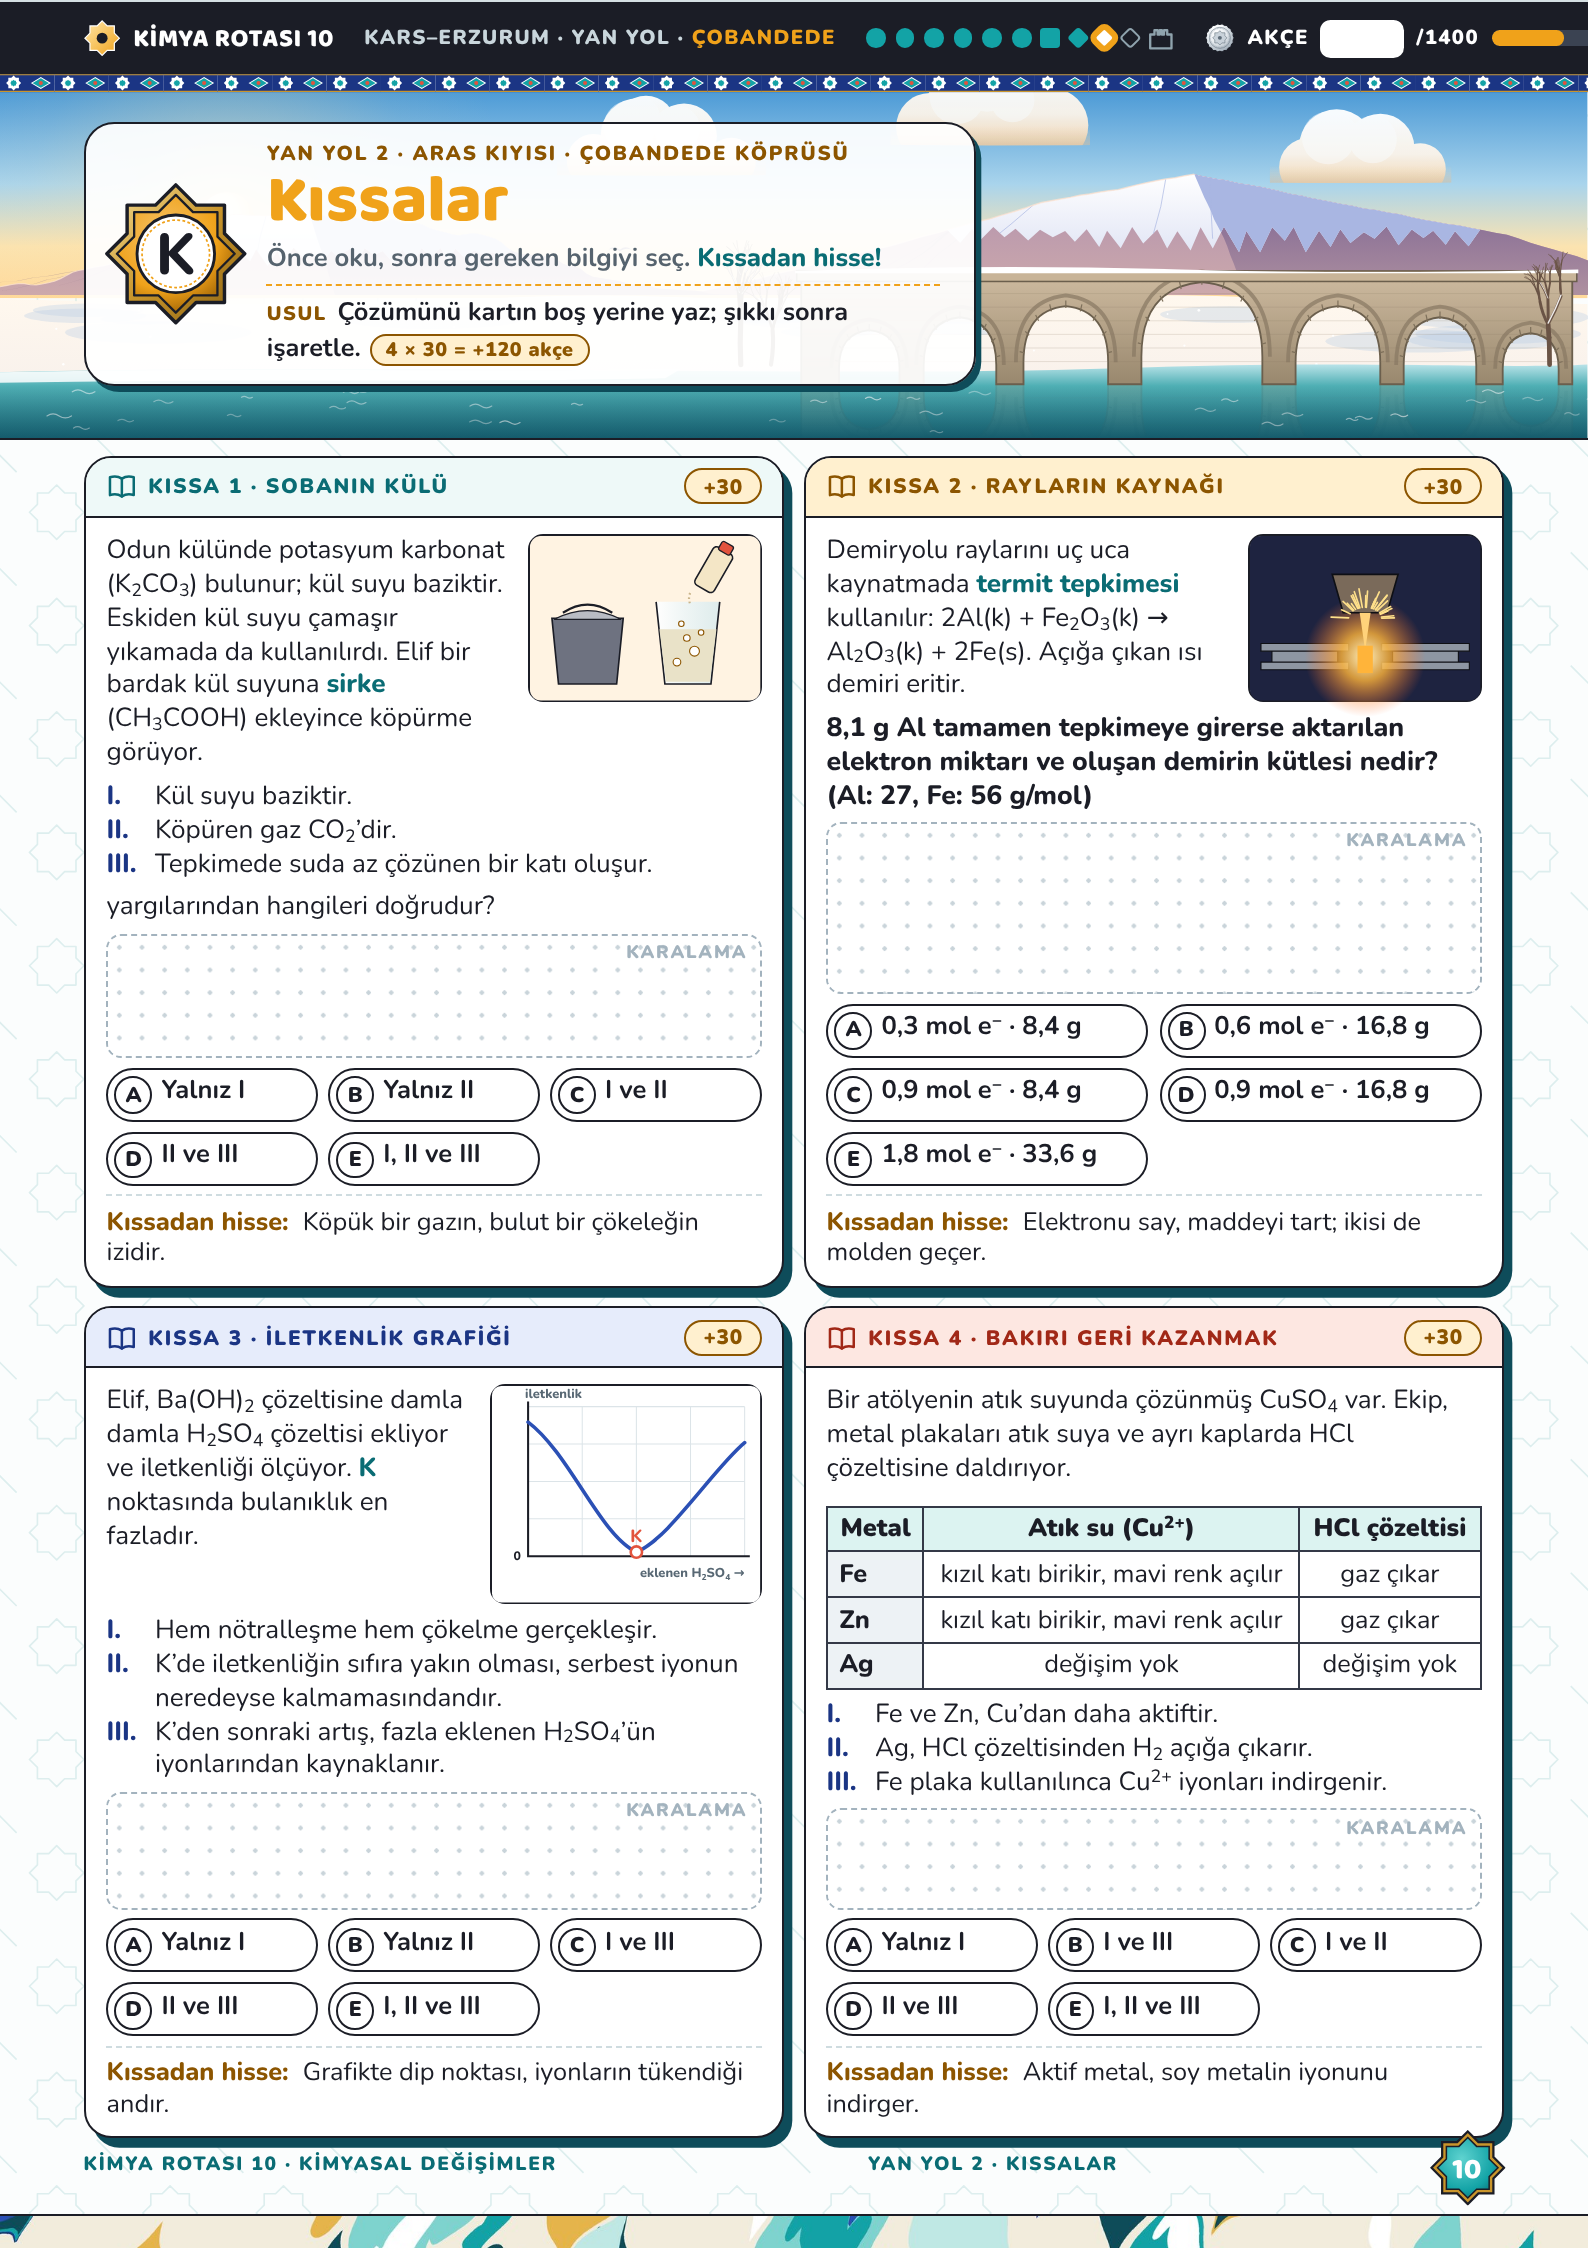 KİMYA ROTASI 10
KARS–ERZURUM · YAN YOL · ÇOBANDEDE
AKÇE /1400
YAN YOL 2 · ARAS KIYISI · ÇOBANDEDE KÖPRÜSÜ
K
Kıssalar
Önce oku, sonra gereken bilgiyi seç. Kıssadan hisse!
USUL Çözümünü kartın boş yerine yaz; şıkkı sonra
işaretle. 4 × 30 = +120 akçe
KISSA 1 · SOBANIN KÜLÜ
+30
Odun külünde potasyum karbonat
(K₂CO₃) bulunur; kül suyu baziktir.
Eskiden kül suyu çamaşır
yıkamada da kullanılırdı. Elif bir
bardak kül suyuna sirke
(CH₃COOH) ekleyince köpürme
görüyor.
I. Kül suyu baziktir.
II. Köpüren gaz CO₂’dir.
III. Tepkimede suda az çözünen bir katı oluşur.
yargılarından hangileri doğrudur?
KARALAMA
A Yalnız I
B Yalnız II
C I ve II
D II ve III
E I, II ve III
Kıssadan hisse: Köpük bir gazın, bulut bir çökeleğin
izidir.
KISSA 2 · RAYLARIN KAYNAĞI
+30
Demiryolu raylarını uç uca
kaynatmada termit tepkimesi
kullanılır: 2Al(k) + Fe₂O₃(k) →
Al₂O₃(k) + 2Fe(s). Açığa çıkan ısı
demiri eritir.
8,1 g Al tamamen tepkimeye girerse aktarılan
elektron miktarı ve oluşan demirin kütlesi nedir?
(Al: 27, Fe: 56 g/mol)
KARALAMA
A 0,3 mol e⁻ · 8,4 g
B 0,6 mol e⁻ · 16,8 g
C 0,9 mol e⁻ · 8,4 g
D 0,9 mol e⁻ · 16,8 g
E 1,8 mol e⁻ · 33,6 g
Kıssadan hisse: Elektronu say, maddeyi tart; ikisi de
molden geçer.
KISSA 3 · İLETKENLİK GRAFİĞİ
+30
Elif, Ba(OH)₂ çözeltisine damla
damla H₂SO₄ çözeltisi ekliyor
ve iletkenliği ölçüyor. K
noktasında bulanıklık en
fazladır.
iletkenlik
K
0
eklenen H₂SO₄ →
I. Hem nötralleşme hem çökelme gerçekleşir.
II. K’de iletkenliğin sıfıra yakın olması, serbest iyonun
neredeyse kalmamasındandır.
III. K’den sonraki artış, fazla eklenen H₂SO₄’ün
iyonlarından kaynaklanır.
KARALAMA
A Yalnız I
B Yalnız II
C I ve III
D II ve III
E I, II ve III
Kıssadan hisse: Grafikte dip noktası, iyonların tükendiği
andır.
KISSA 4 · BAKIRI GERİ KAZANMAK
+30
Bir atölyenin atık suyunda çözünmüş CuSO₄ var. Ekip,
metal plakaları atık suya ve ayrı kaplarda HCl
çözeltisine daldırıyor.
Metal Atık su (Cu²⁺) HCl çözeltisi
Fe kızıl katı birikir, mavi renk açılır gaz çıkar
Zn kızıl katı birikir, mavi renk açılır gaz çıkar
Ag değişim yok değişim yok
I. Fe ve Zn, Cu’dan daha aktiftir.
II. Ag, HCl çözeltisinden H₂ açığa çıkarır.
III. Fe plaka kullanılınca Cu²⁺ iyonları indirgenir.
KARALAMA
A Yalnız I
B I ve III
C I ve II
D II ve III
E I, II ve III
Kıssadan hisse: Aktif metal, soy metalin iyonunu
indirger.
KİMYA ROTASI 10 · KİMYASAL DEĞİŞİMLER
YAN YOL 2 · KISSALAR
10